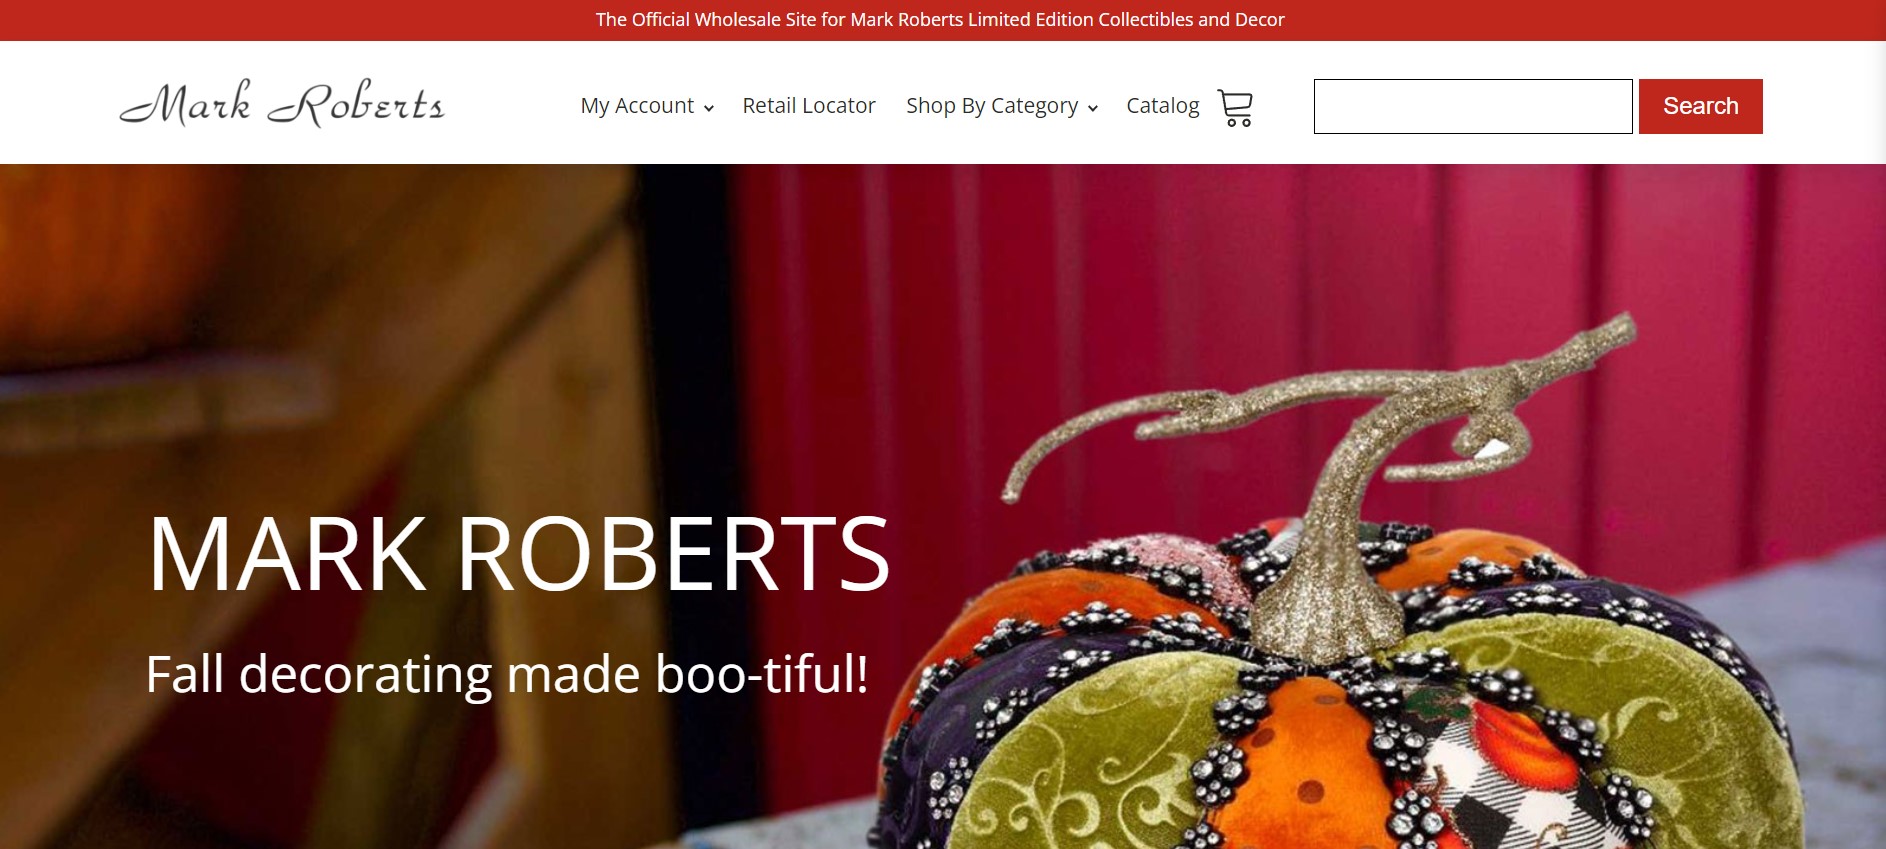 The Official Wholesale Site for Mark Roberts Limited Edition Collectibles and Decor
Mark Roberts
My Account
Retail Locator
Shop By Category
Catalog
Search
MARK ROBERTS
Fall decorating made boo-tiful!